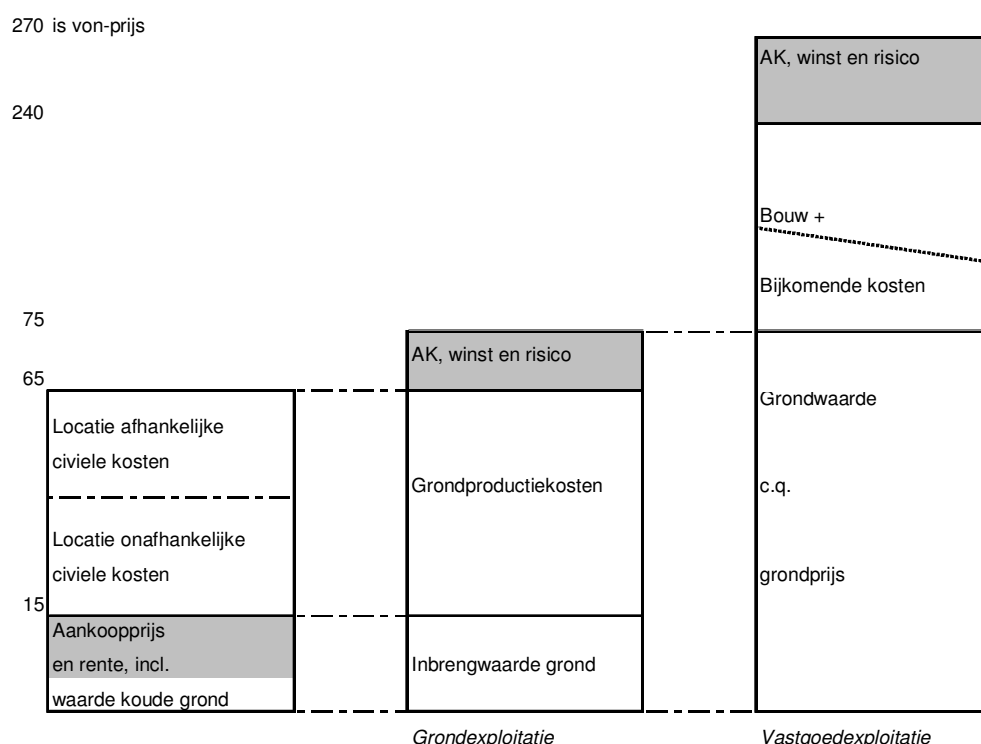 270 is von-prijs
AK, winst en risico
240
Bouw +
Bijkomende kosten
75
AK, winst en risico
65
Grondwaarde
Locatie afhankelijke
civiele kosten
Grondproductiekosten
c.q.
Locatie onafhankelijke
civiele kosten
grondprijs
15
Aankoopprijs
en rente, incl.
Inbrengwaarde grond
waarde koude grond
Grondexploitatie
Vastgoedexploitatie